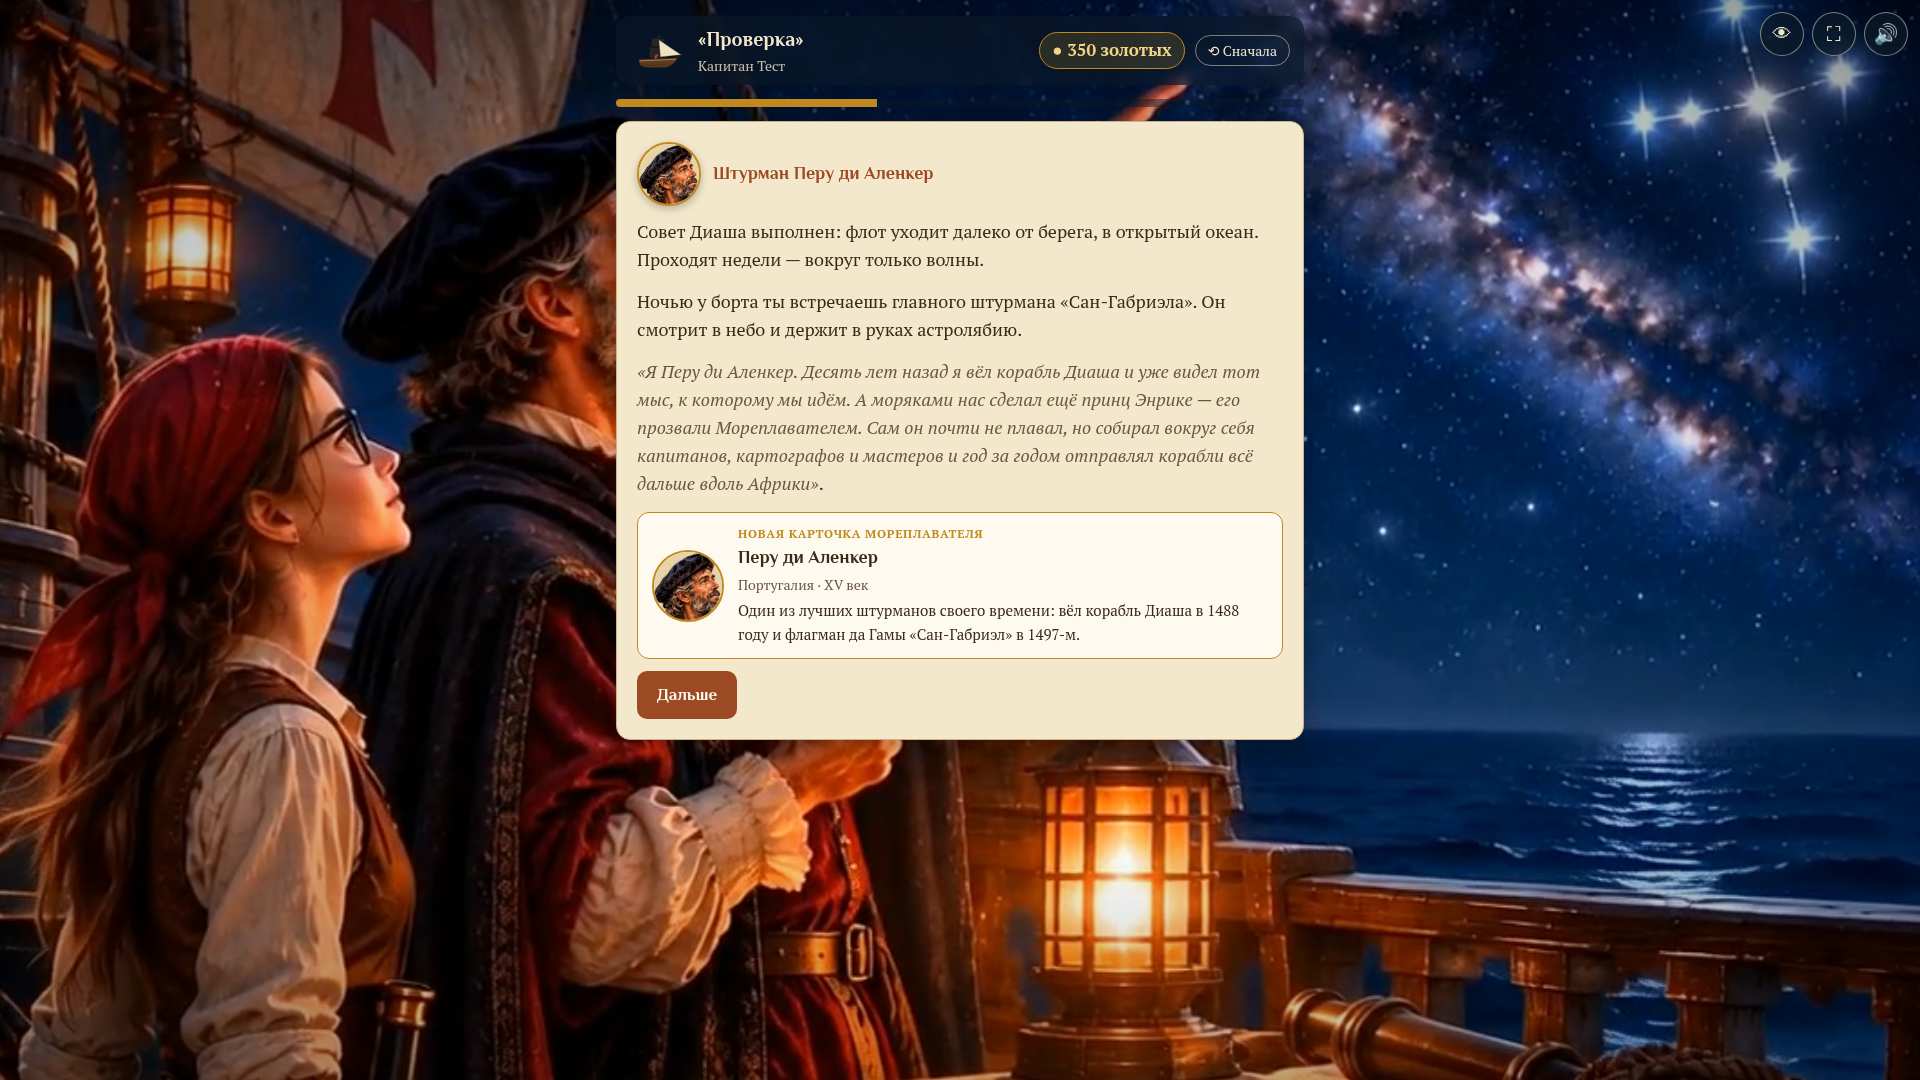 «Проверка»
Капитан Тест
● 350 золотых
⟲ Сначала
Штурман Перу ди Аленкер
Совет Диаша выполнен: флот уходит далеко от берега, в открытый океан.
Проходят недели — вокруг только волны.
Ночью у борта ты встречаешь главного штурмана «Сан-Габриэла». Он
смотрит в небо и держит в руках астролябию.
«Я Перу ди Аленкер. Десять лет назад я вёл корабль Диаша и уже видел тот
мыс, к которому мы идём. А моряками нас сделал ещё принц Энрике — его
прозвали Мореплавателем. Сам он почти не плавал, но собирал вокруг себя
капитанов, картографов и мастеров и год за годом отправлял корабли всё
дальше вдоль Африки».
НОВАЯ КАРТОЧКА МОРЕПЛАВАТЕЛЯ
Перу ди Аленкер
Португалия · XV век
Один из лучших штурманов своего времени: вёл корабль Диаша в 1488
году и флагман да Гамы «Сан-Габриэл» в 1497-м.
Дальше